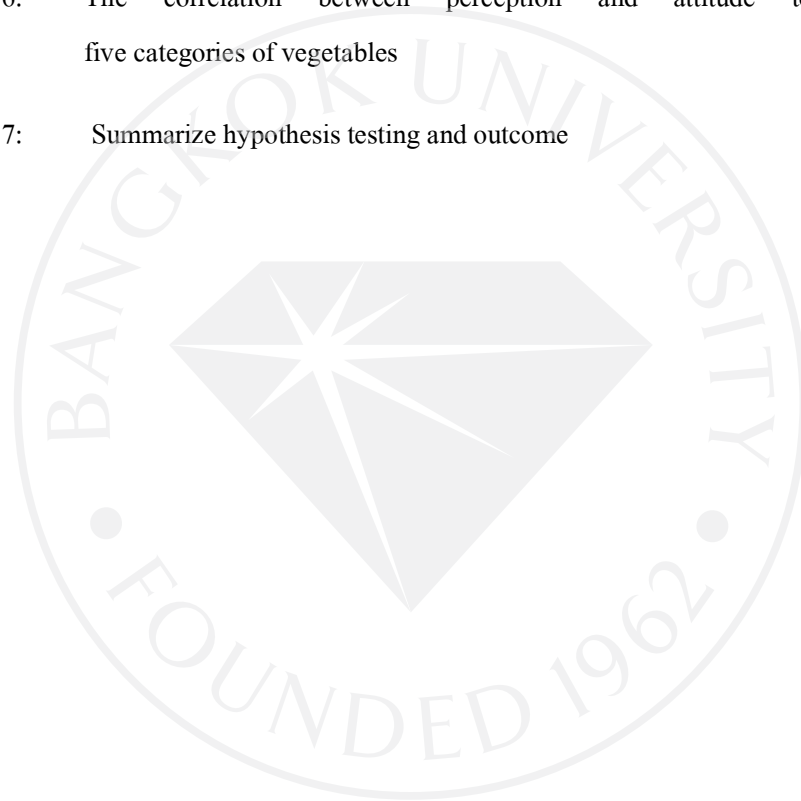 6: The correlation between perception and attitude
five categories of vegetables
7: Summarize hypothesis testing and outcome
BANGKOK UNIVERSITY
FOUNDED 1962